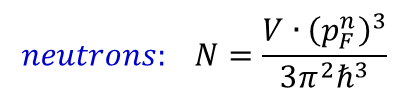 neutrons: N = V · (p_F^n)^3 / 3π^2ħ^3